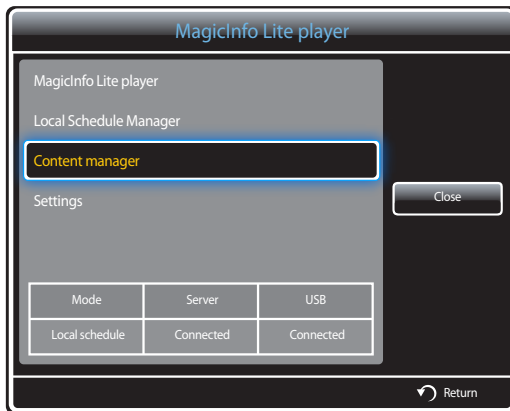 MagicInfo Lite player
MagicInfo Lite player
Local Schedule Manager
Content manager
Settings
Close
Mode Server USB
Local schedule Connected Connected
Return